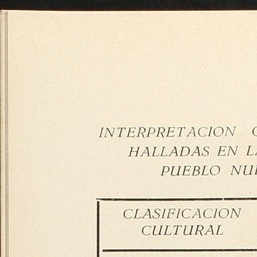 INTERPRETACION
HALLADAS EN
PUEBLO
CLASIFICACION
CULTURAL